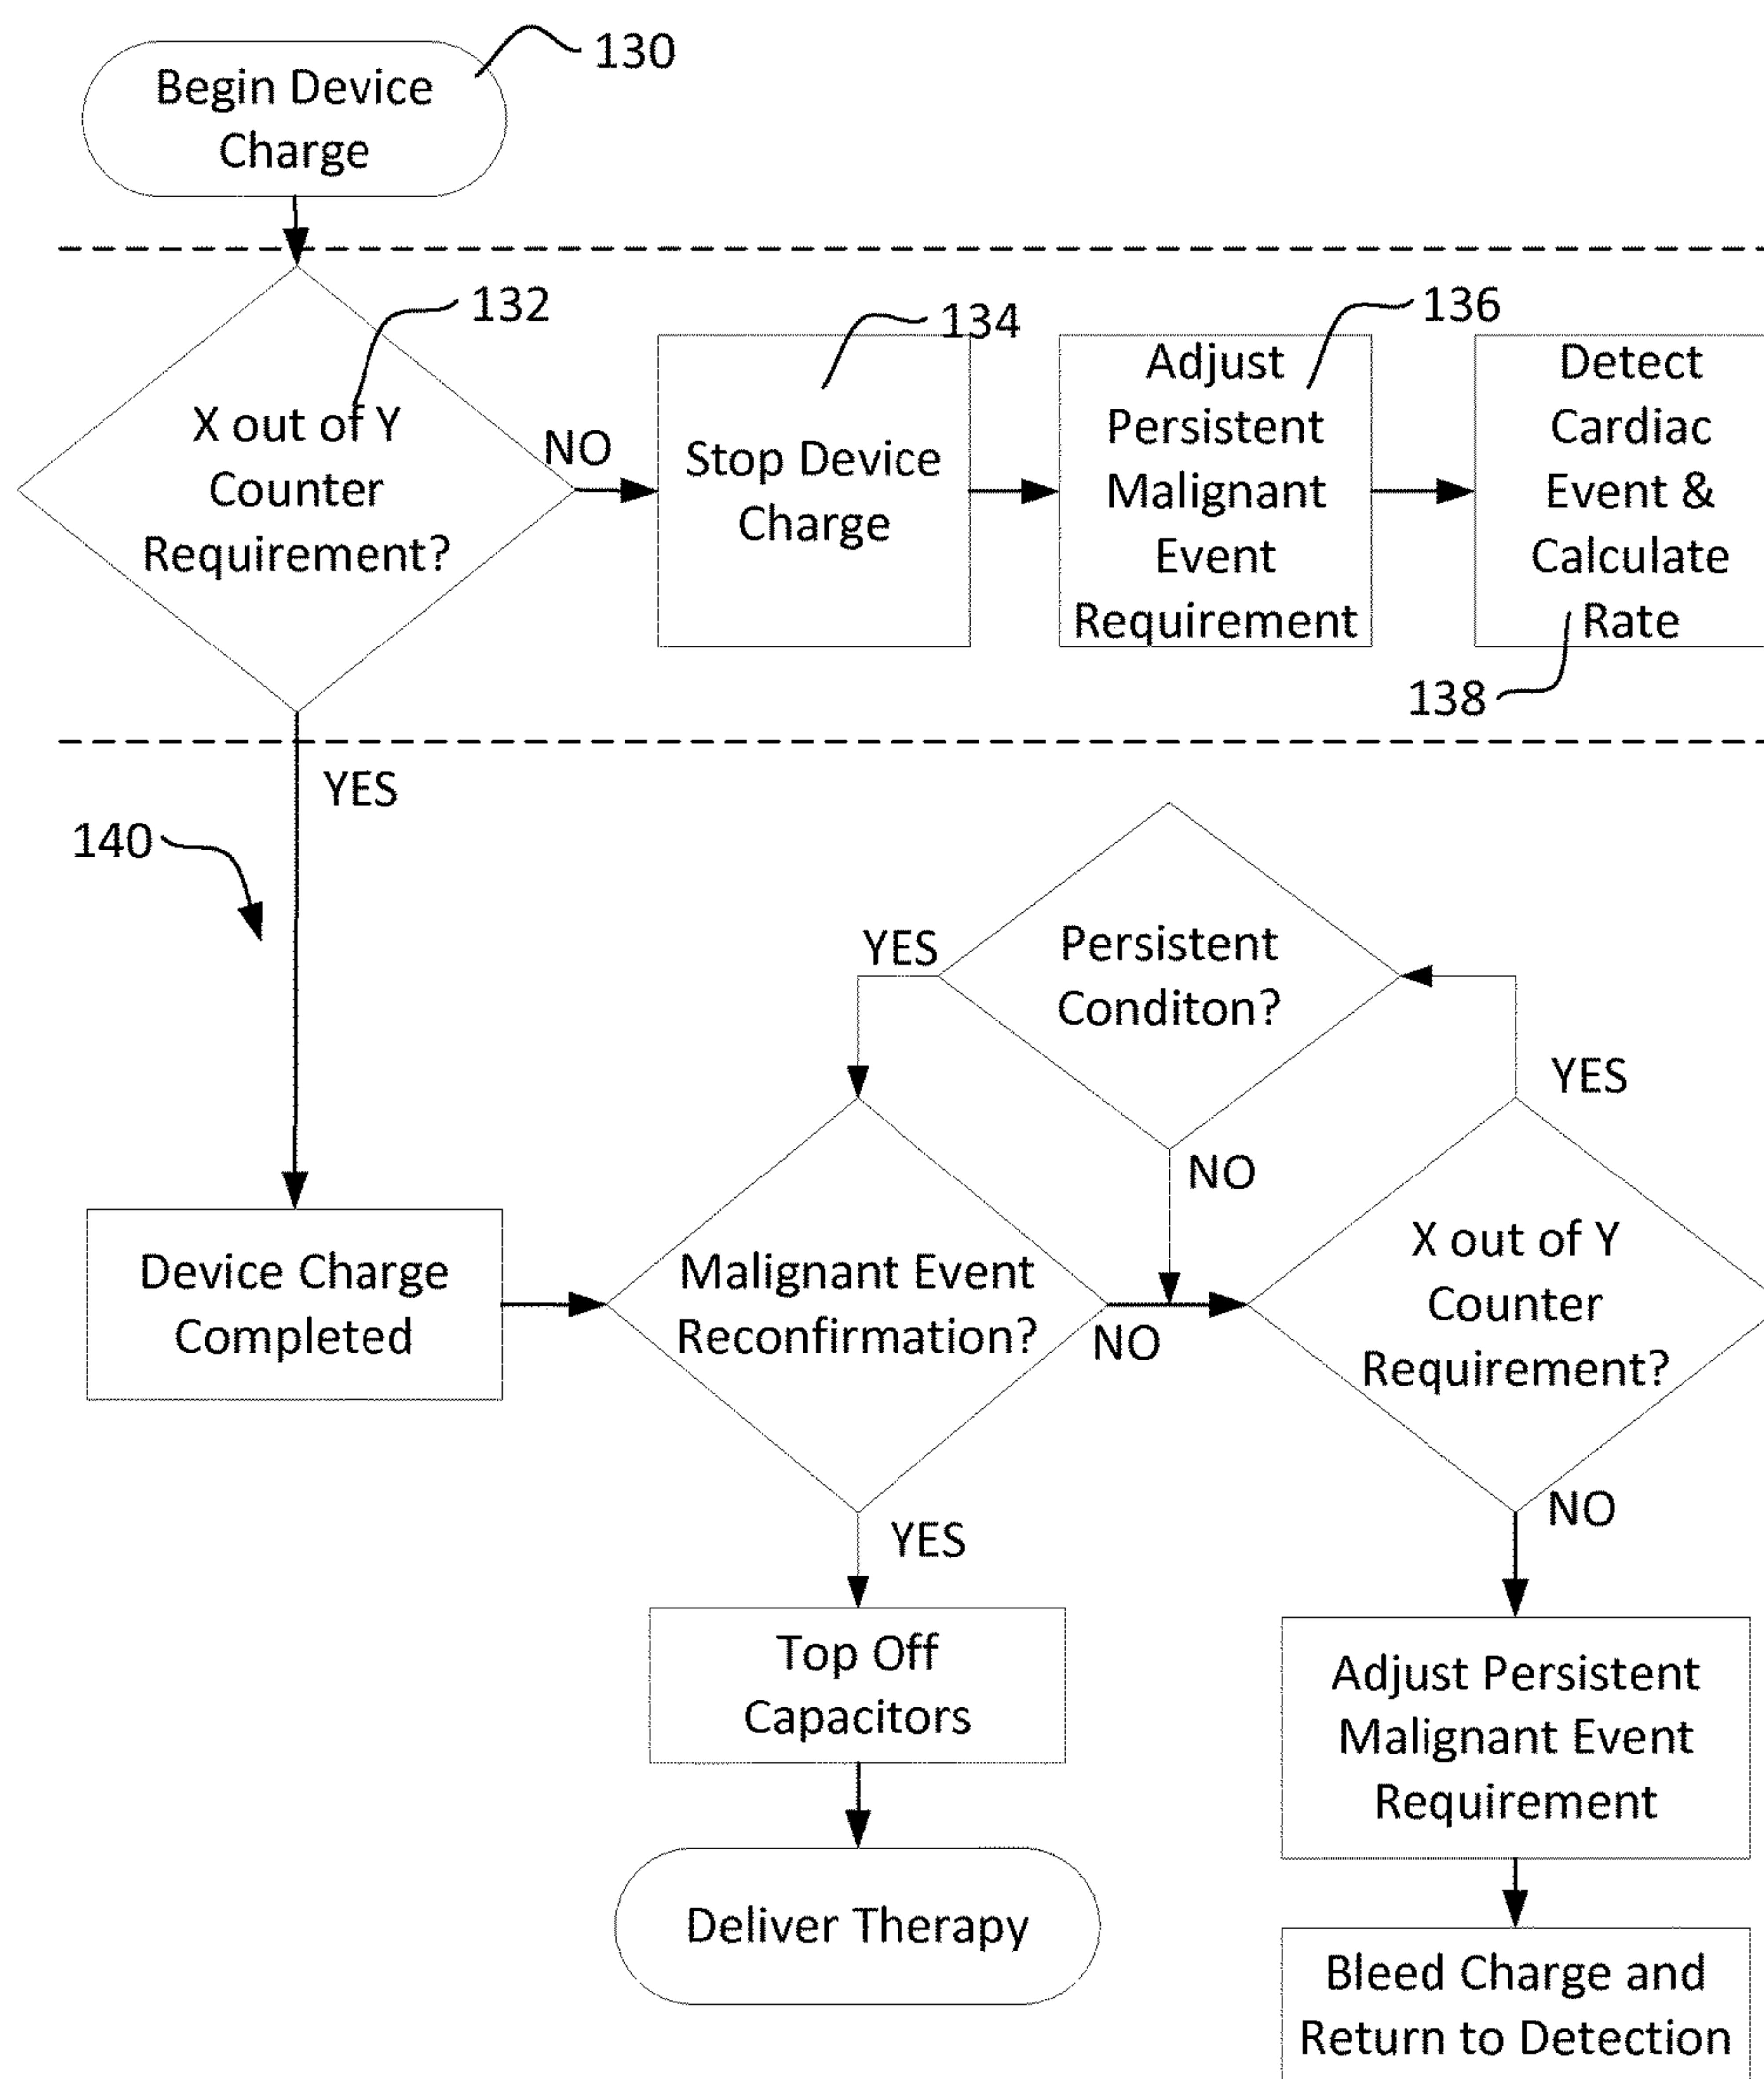 Begin Device
Charge
130
X out of Y
Counter
Requirement?
132
NO
Stop Device
Charge
134
Adjust
Persistent
Malignant
Event
Requirement
136
Detect
Cardiac
Event &
Calculate
Rate
138
YES
140
Persistent
Conditon?
YES
NO
YES
Device Charge
Completed
Malignant Event
Reconfirmation?
NO
X out of Y
Counter
Requirement?
YES
NO
Top Off
Capacitors
Adjust Persistent
Malignant Event
Requirement
Deliver Therapy
Bleed Charge and
Return to Detection